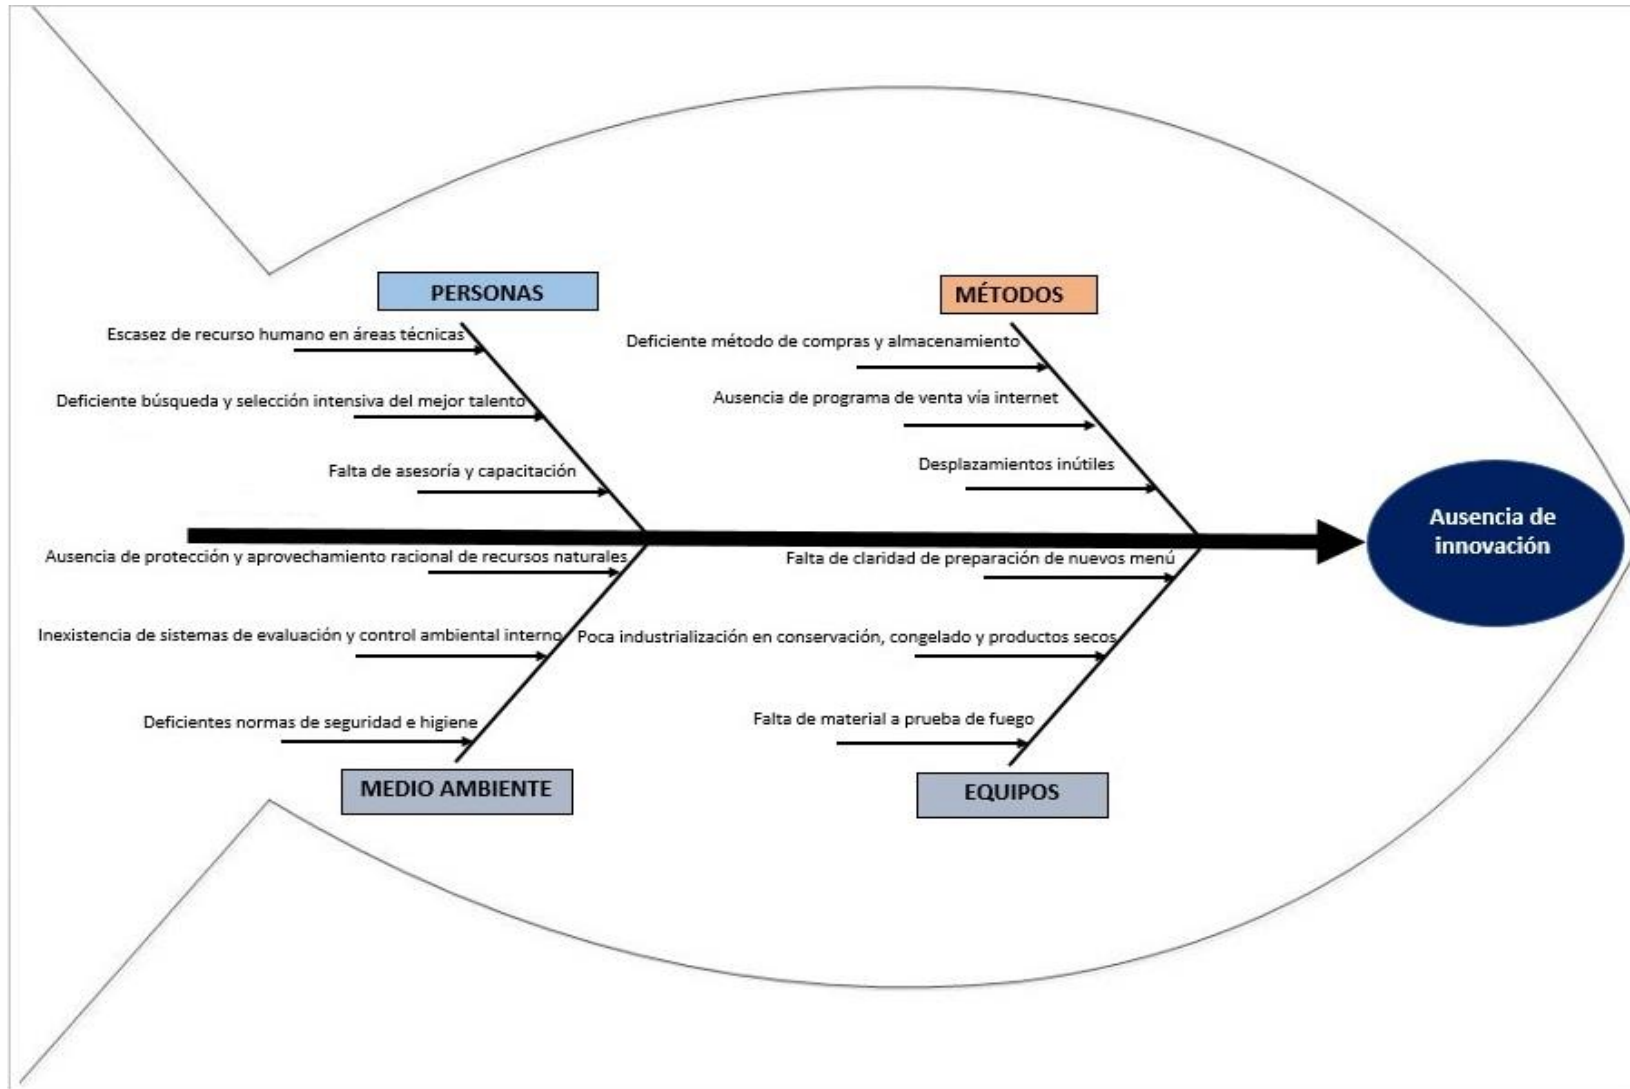 PERSONAS
Escasez de recurso humano en áreas técnicas
Deficiente búsqueda y selección intensiva del mejor talento
Falta de asesoría y capacitación
MÉTODOS
Deficiente método de compras y almacenamiento
Ausencia de programa de venta vía internet
Desplazamientos inútiles
Ausencia de
innovación
Ausencia de protección y aprovechamiento racional de recursos naturales
Inexistencia de sistemas de evaluación y control ambiental interno
Deficientes normas de seguridad e higiene
MEDIO AMBIENTE
Falta de claridad de preparación de nuevos menú
Poca industrialización en conservación, congelado y productos secos
Falta de material a prueba de fuego
EQUIPOS